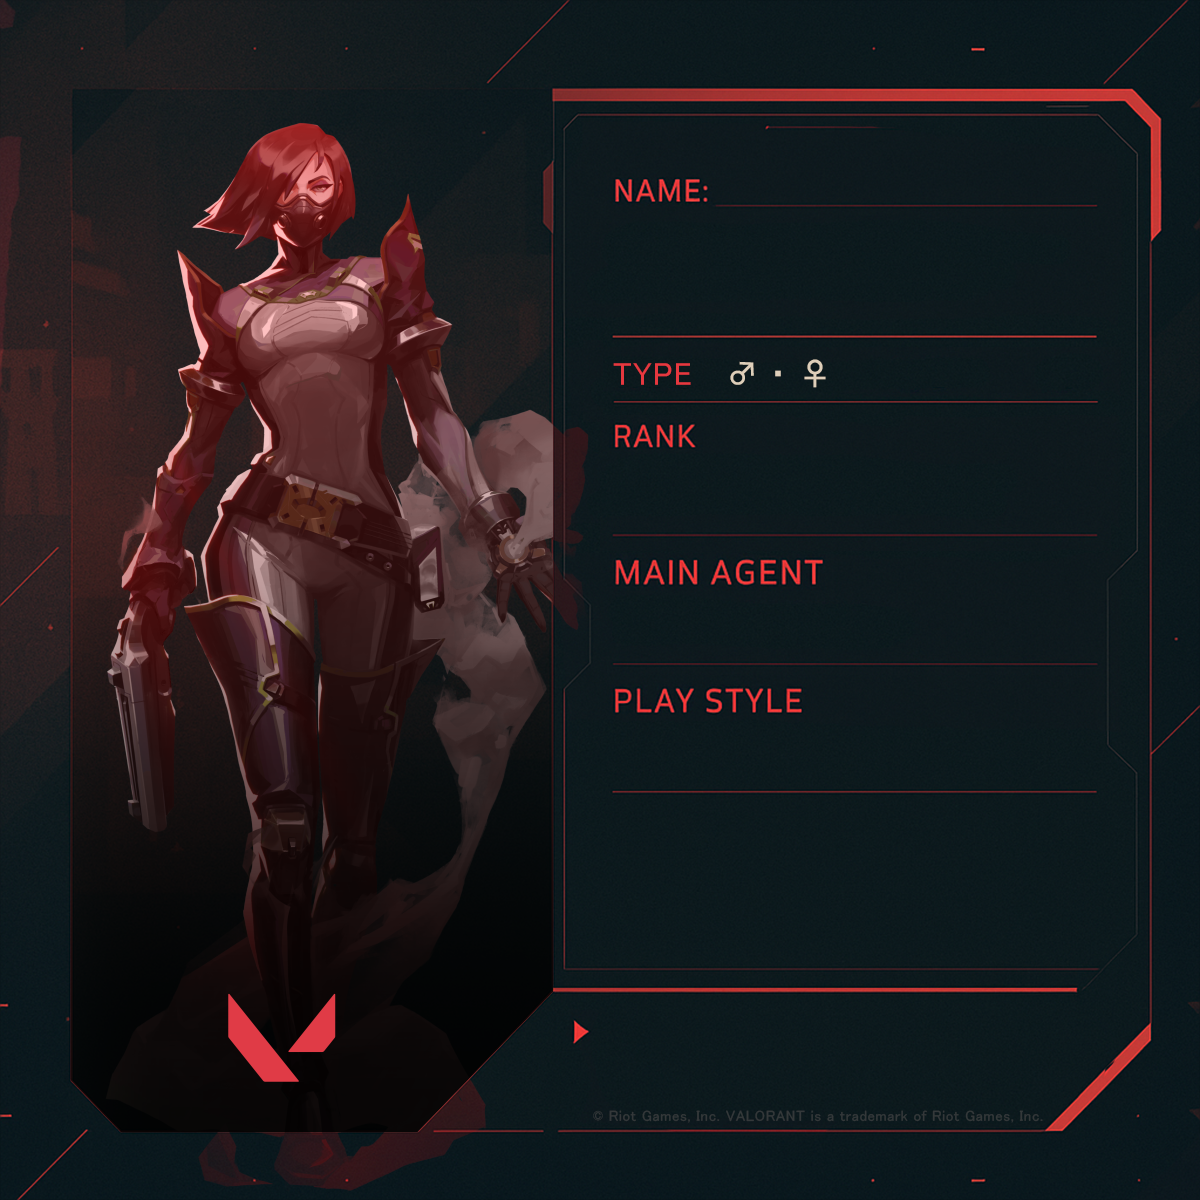 NAME:
TYPE ♂ · ♀
RANK
MAIN AGENT
PLAY STYLE
© Riot Games, Inc. VALORANT is a trademark of Riot Games, Inc.